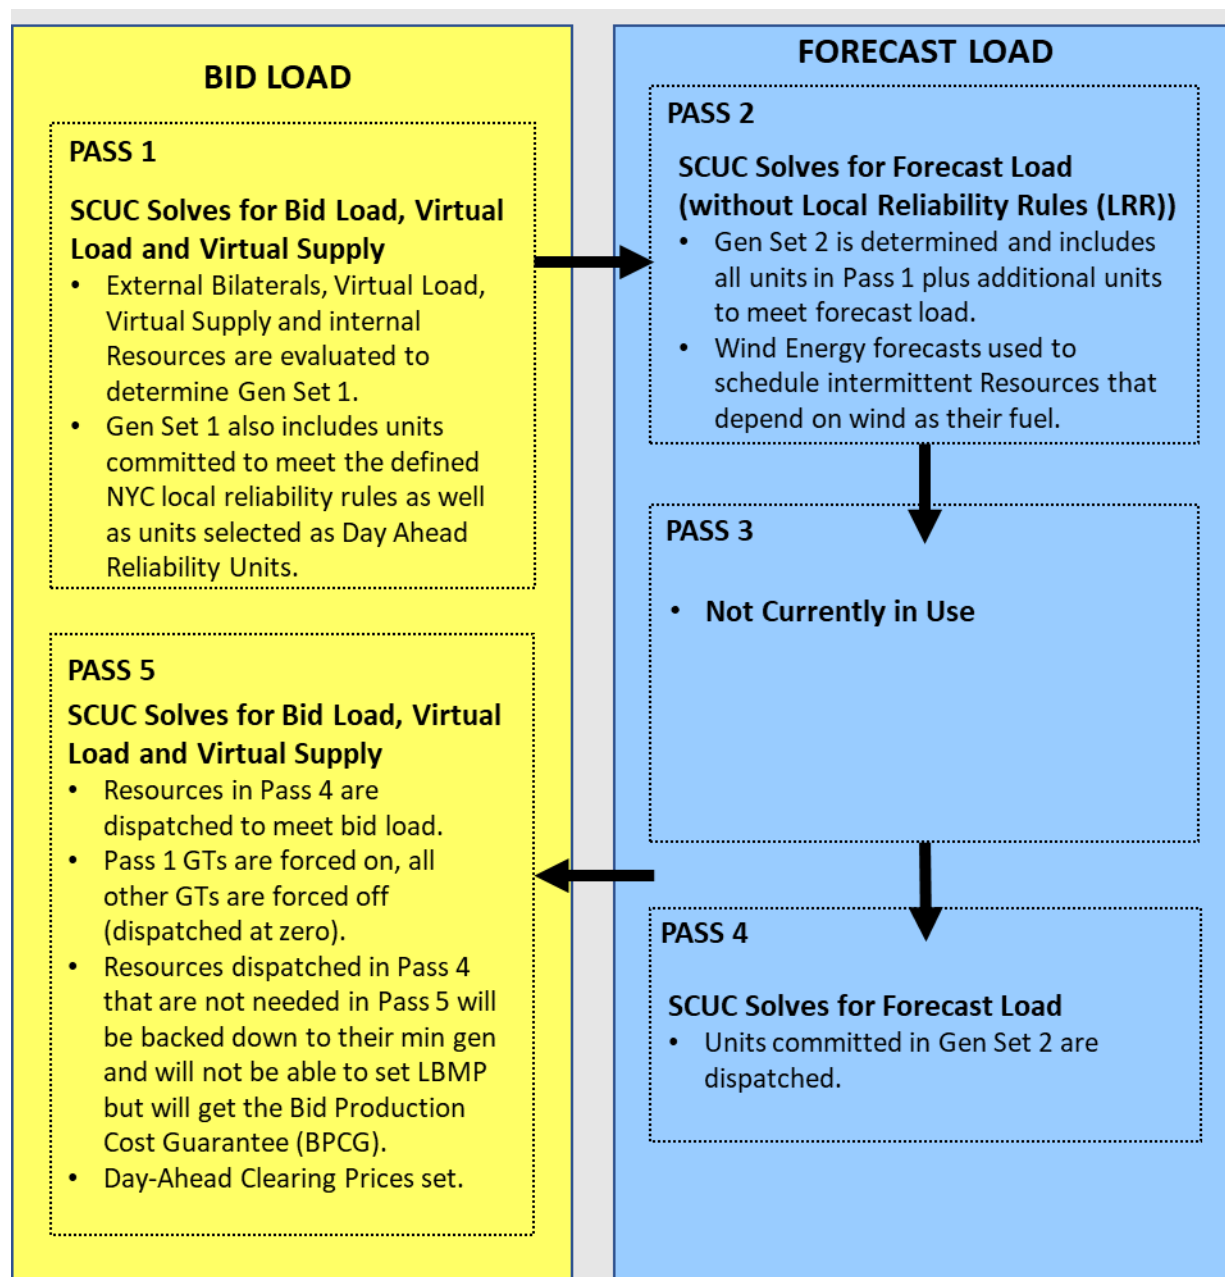 BID LOAD
PASS 1
SCUC Solves for Bid Load, Virtual
Load and Virtual Supply
• External Bilaterals, Virtual Load,
Virtual Supply and internal
Resources are evaluated to
determine Gen Set 1.
• Gen Set 1 also includes units
committed to meet the defined
NYC local reliability rules as well
as units selected as Day Ahead
Reliability Units.
FORECAST LOAD
PASS 2
SCUC Solves for Forecast Load
(without Local Reliability Rules (LRR))
• Gen Set 2 is determined and includes
all units in Pass 1 plus additional units
to meet forecast load.
• Wind Energy forecasts used to
schedule intermittent Resources that
depend on wind as their fuel.
PASS 3
• Not Currently in Use
PASS 4
SCUC Solves for Forecast Load
• Units committed in Gen Set 2 are
dispatched.
PASS 5
SCUC Solves for Bid Load, Virtual
Load and Virtual Supply
• Resources in Pass 4 are
dispatched to meet bid load.
• Pass 1 GTs are forced on, all
other GTs are forced off
(dispatched at zero).
• Resources dispatched in Pass 4
that are not needed in Pass 5 will
be backed down to their min gen
and will not be able to set LBMP
but will get the Bid Production
Cost Guarantee (BPCG).
• Day-Ahead Clearing Prices set.